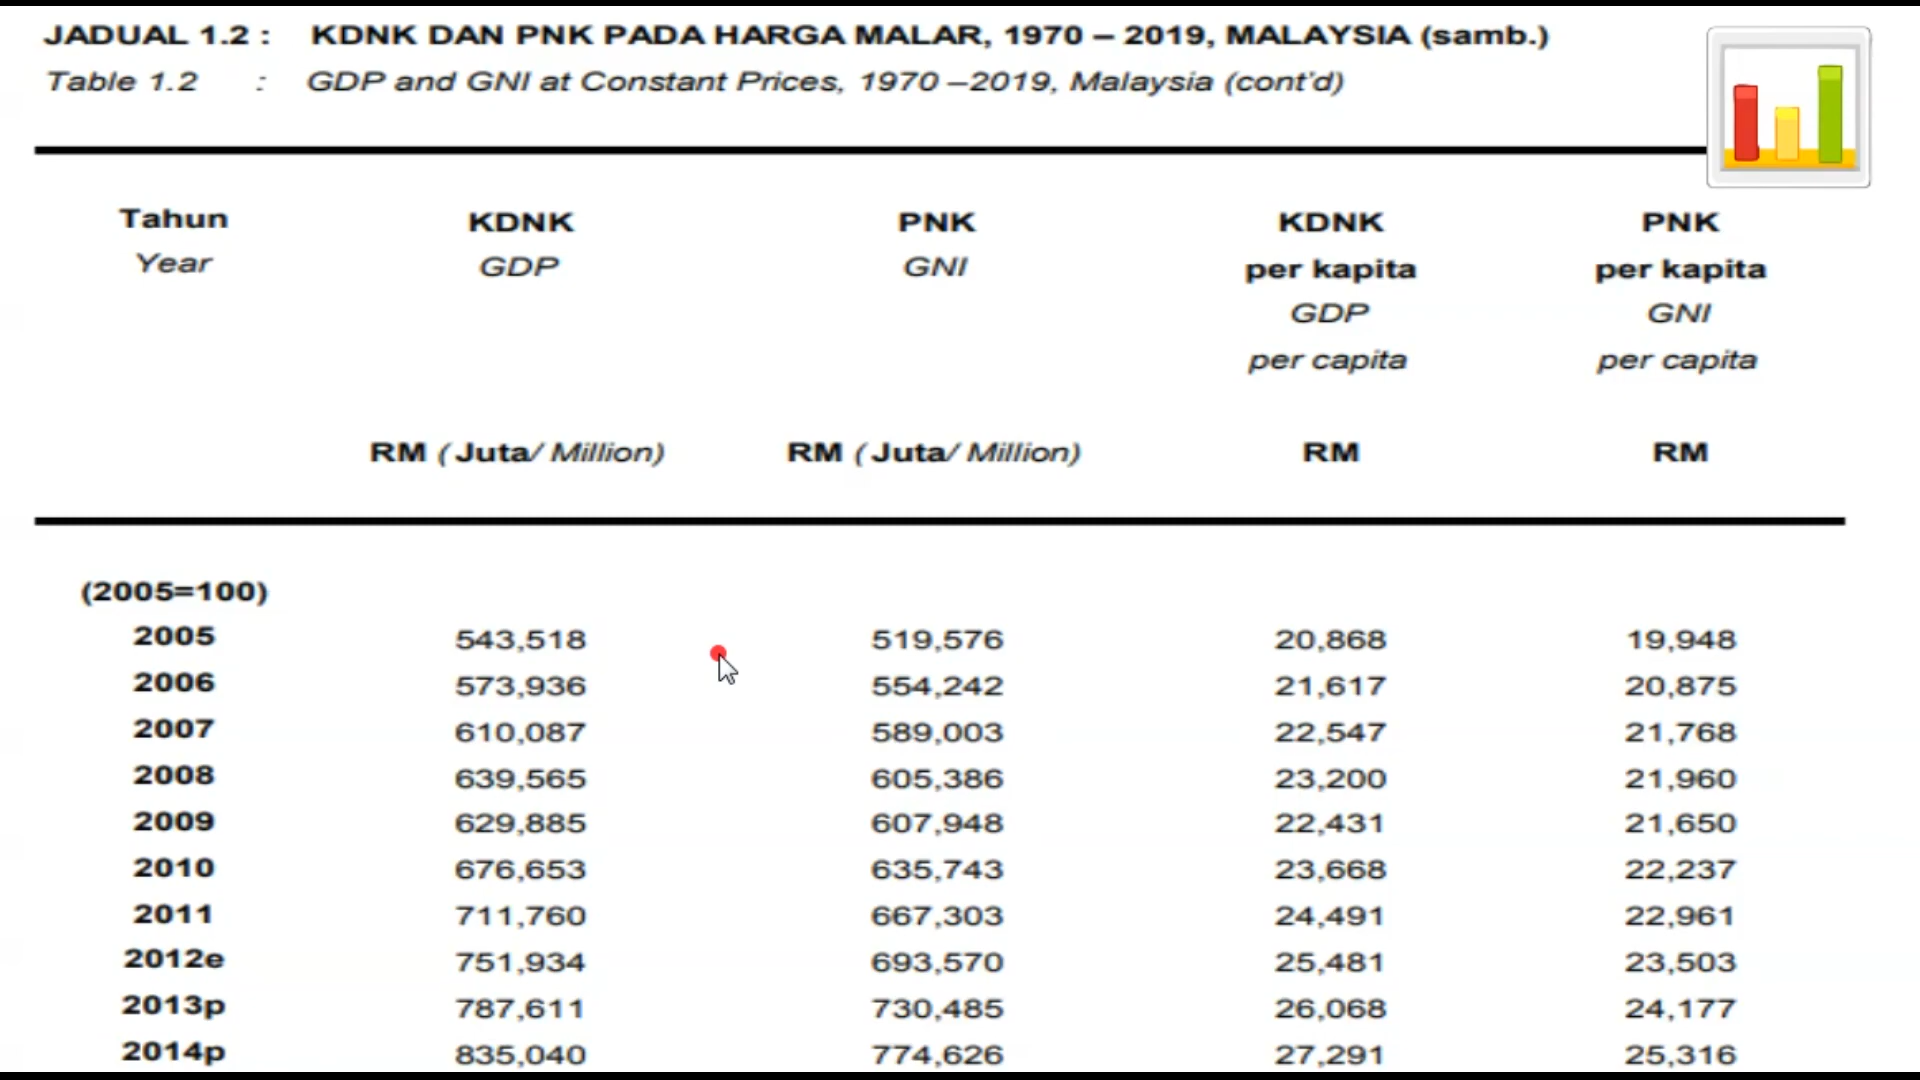 JADUAL 1.2 : KDNK DAN PNK PADA HARGA MALAR, 1970 – 2019, MALAYSIA (samb.)
Table 1.2 : GDP and GNI at Constant Prices, 1970 –2019, Malaysia (cont'd)
Tahun KDNK PNK KDNK PNK
Year GDP GNI per kapita per kapita
GDP GNI
per capita per capita
RM (Juta/ Million) RM (Juta/ Million) RM RM
(2005=100)
2005 543,518 519,576 20,868 19,948
2006 573,936 554,242 21,617 20,875
2007 610,087 589,003 22,547 21,768
2008 639,565 605,386 23,200 21,960
2009 629,885 607,948 22,431 21,650
2010 676,653 635,743 23,668 22,237
2011 711,760 667,303 24,491 22,961
2012e 751,934 693,570 25,481 23,503
2013p 787,611 730,485 26,068 24,177
2014p 835,040 774,626 27,291 25,316